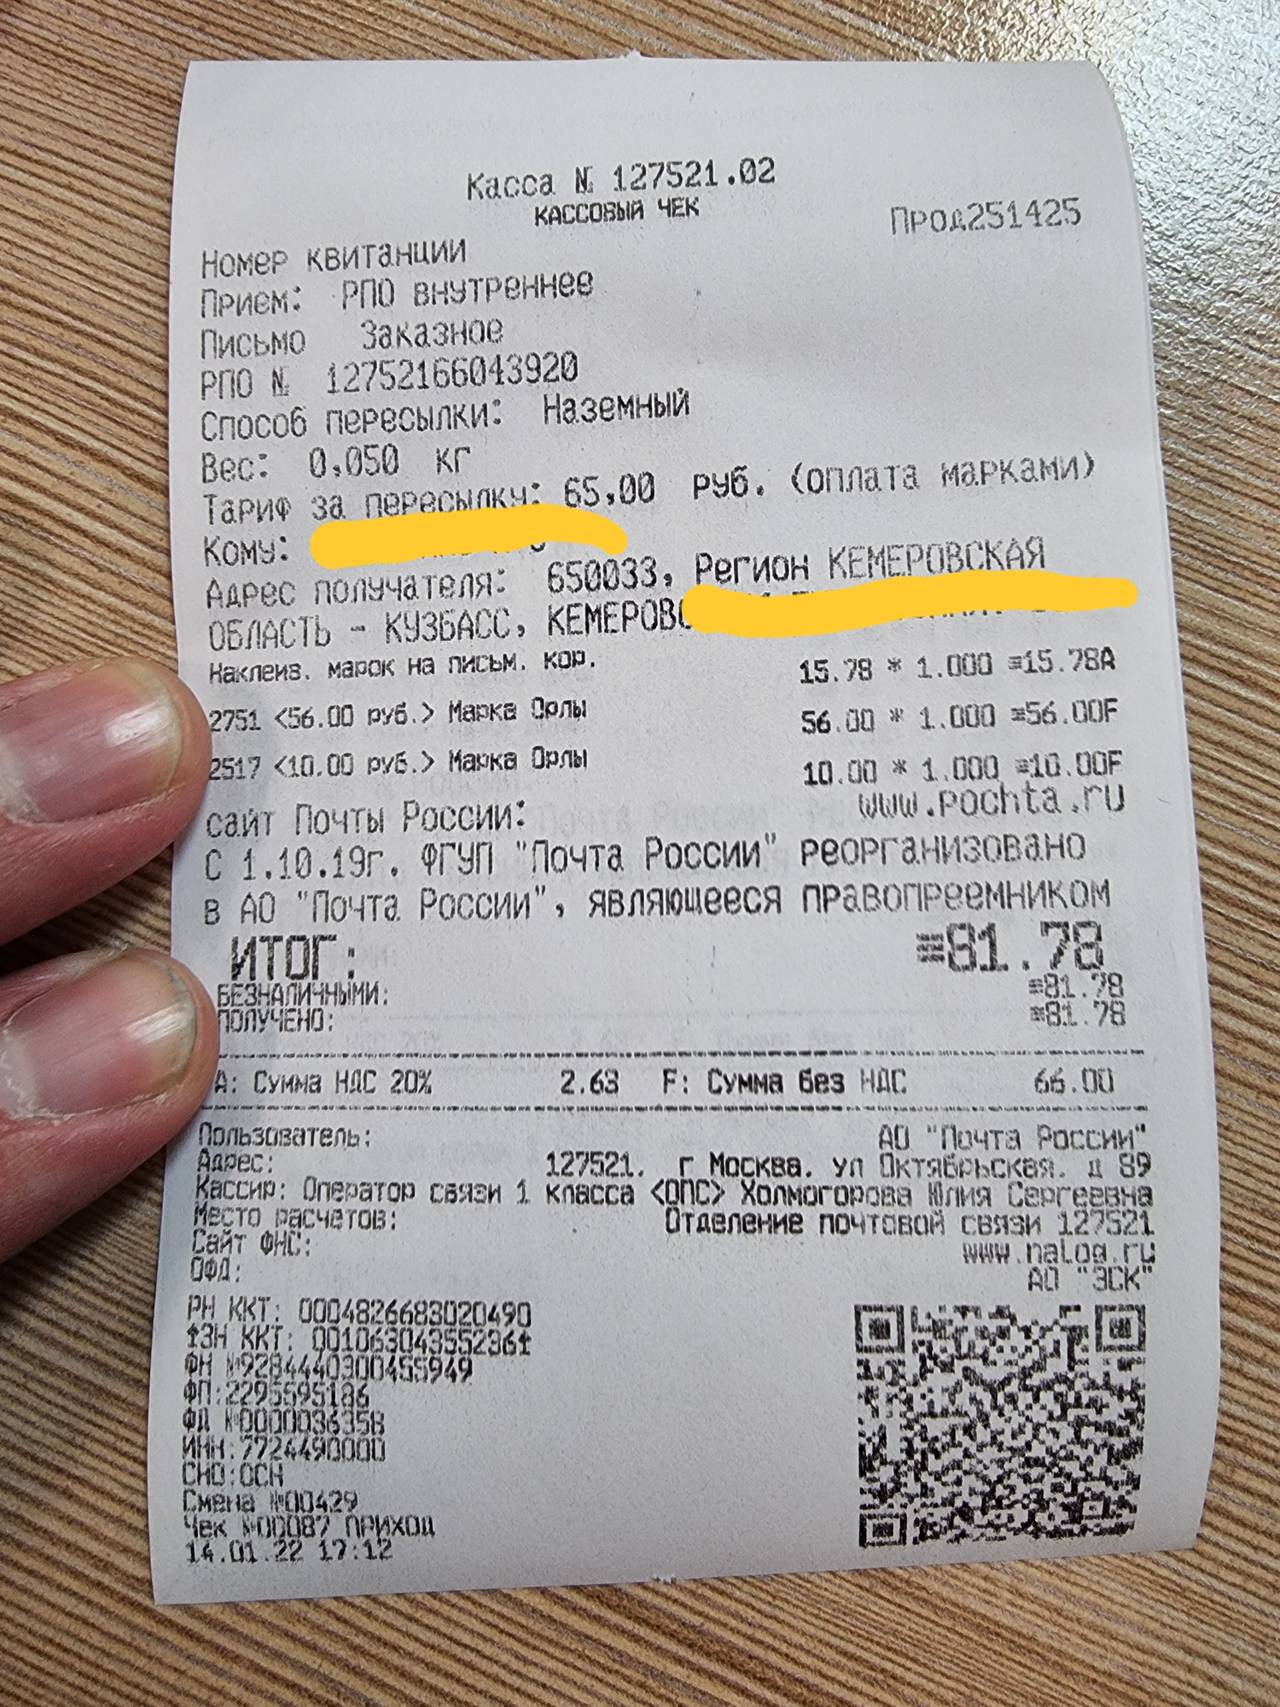 Касса № 127521.02
КАССОВЫЙ ЧЕК
Прод251425
Номер квитанции
Прием: РПО внутреннее
Письмо Заказное
РПО № 12752166043920
Способ пересылки: Наземный
Вес: 0,050 кг
Тариф за пересылку: 65,00 руб. (оплата марками)
Кому:
Адрес получателя: 650033, Регион КЕМЕРОВСКАЯ
ОБЛАСТЬ - КУЗБАСС, КЕМЕРОВО
Наклеив. марок на письм. кор. 15.78 * 1.000 ≡15.78A
2751 <56.00 руб.> Марка Орлы 56.00 * 1.000 ≡56.00F
2517 <10.00 руб.> Марка Орлы 10.00 * 1.000 ≡10.00F
сайт Почты России: www.pochta.ru
С 1.10.19г. ФГУП "Почта России" реорганизовано
в АО "Почта России", являющееся правопреемником
ИТОГ: ≡81.78
БЕЗНАЛИЧНЫМИ: ≡81.78
ПОЛУЧЕНО: ≡81.78
A: Сумма НДС 20% 2.63 F: Сумма без НДС 66.00
Пользователь: АО "Почта России"
Адрес: 127521, г Москва, ул Октябрьская, д 89
Кассир: Оператор связи 1 класса <ОПС> Холмогорова Юлия Сергеевна
Место расчетов: Отделение почтовой связи 127521
Сайт ФНС: www.nalog.ru
ОФД: АО "ЭСК"
РН ККТ: 0004826683020490
ЗН ККТ: 00106304355236
ФН №9284440300455949
ФП:2295595186
ФД №0000036358
ИНН:7724490000
СНО:ОСН
Смена №00429
Чек №00087 ПРИХОД
14.01.22 17:12